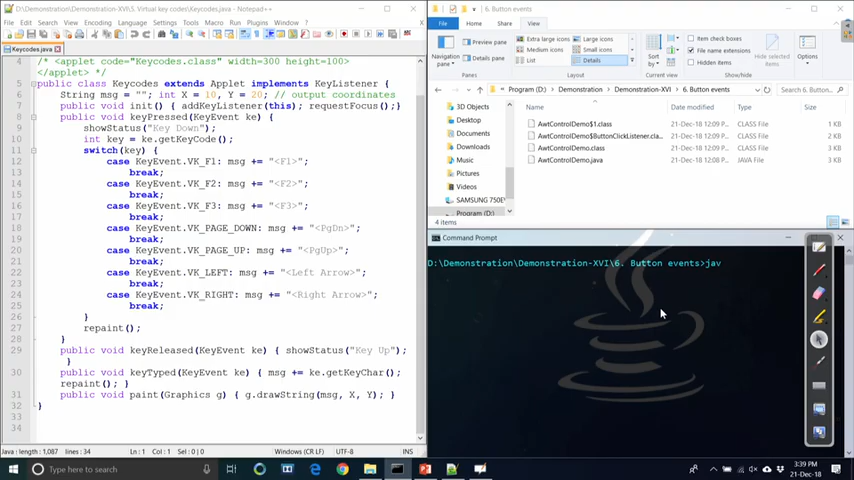 D:\Demonstration\Demonstration-XVI\5. Virtual key codes\Keycodes.java - Notepad++
File Edit Search View Encoding Language Settings Tools Macro Run Plugins Window ?
Keycodes.java
4 /* <applet code="Keycodes.class" width=300 height=100>
</applet> */
5 public class Keycodes extends Applet implements KeyListener {
6 String msg = ""; int X = 10, Y = 20; // output coordinates
7 public void init() { addKeyListener(this); requestFocus();}
8 public void keyPressed(KeyEvent ke) {
9 showStatus("Key Down");
10 int key = ke.getKeyCode();
11 switch(key) {
12 case KeyEvent.VK_F1: msg += "<F1>";
13 break;
14 case KeyEvent.VK_F2: msg += "<F2>";
15 break;
16 case KeyEvent.VK_F3: msg += "<F3>";
17 break;
18 case KeyEvent.VK_PAGE_DOWN: msg += "<PgDn>";
19 break;
20 case KeyEvent.VK_PAGE_UP: msg += "<PgUp>";
21 break;
22 case KeyEvent.VK_LEFT: msg += "<Left Arrow>";
23 break;
24 case KeyEvent.VK_RIGHT: msg += "<Right Arrow>";
25 break;
26 }
27 repaint();
28 }
29 public void keyReleased(KeyEvent ke) { showStatus("Key Up");
}
30 public void keyTyped(KeyEvent ke) { msg += ke.getKeyChar();
repaint(); }
31 public void paint(Graphics g) { g.drawString(msg, X, Y); }
32 }
33
34
length : 1,087 lines : 34 Ln : 1 Col : 1 Sel : 0 | 0 Windows (CR LF) UTF-8 INS
6. Button events
File Home Share View
Navigation pane
Preview pane
Details pane
Panes
Extra large icons Large icons
Medium icons Small icons
List Details
Layout
Sort by
Current view
Item check boxes
File name extensions
Hidden items
Hide selected items
Show/hide
Options
Program (D:) Demonstration Demonstration-XVI 6. Button events
Search 6. Button...
Name Date modified Type Size
3D Objects
Desktop
Documents
Downloads
Music
Pictures
Videos
SAMSUNG 750E
Program (D:)
AwtControlDemo$1.class 21-Dec-18 12:09 P... CLASS File 1 KB
AwtControlDemo$ButtonClickListener.cla... 21-Dec-18 12:09 P... CLASS File 2 KB
AwtControlDemo.class 21-Dec-18 12:09 P... CLASS File 3 KB
AwtControlDemo.java 21-Dec-18 12:08 P... JAVA File 2 KB
4 items
Command Prompt
D:\Demonstration\Demonstration-XVI\6. Button events>jav
Type here to search
3:39 PM
21-Dec-18